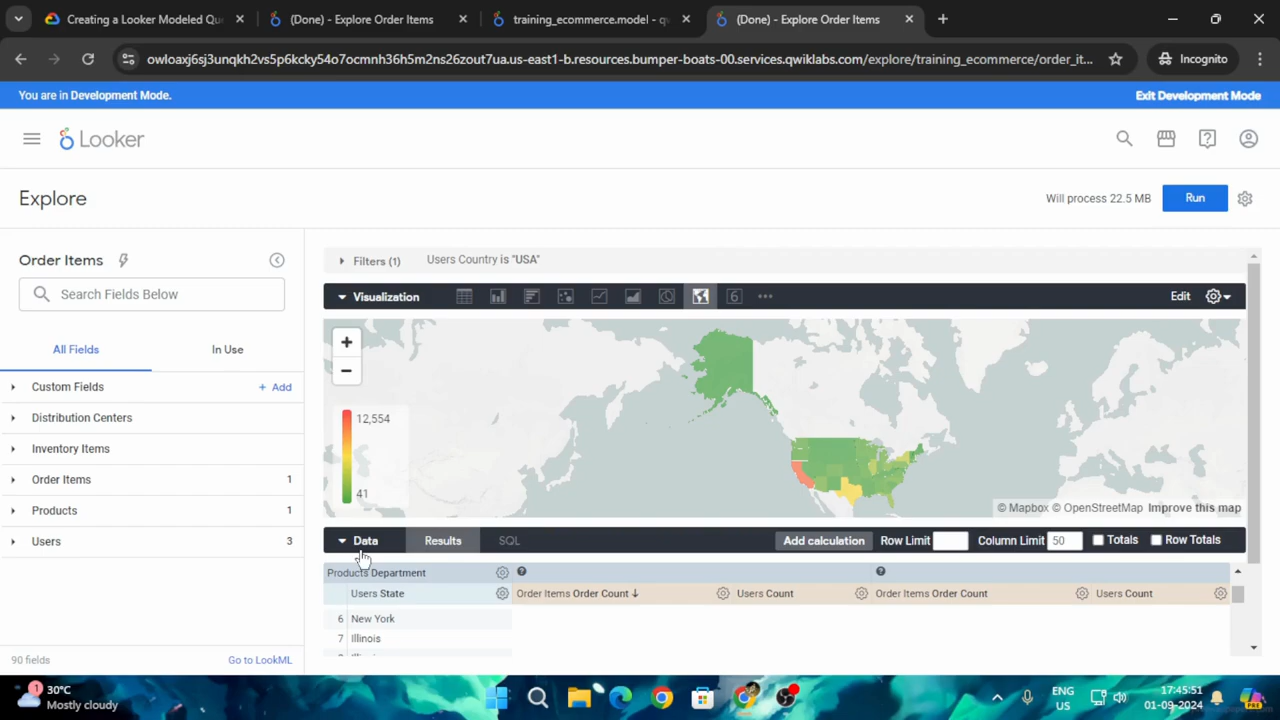 Creating a Looker Modeled Qu
(Done) - Explore Order Items
training_ecommerce.model - qw
(Done) - Explore Order Items
owloaxj6sj3unqkh2vs5p6kcky54o7ocmnh36h5m2ns26zout7ua.us-east1-b.resources.bumper-boats-00.services.qwiklabs.com/explore/training_ecommerce/order_it...
Incognito
You are in Development Mode.
Exit Development Mode
Looker
Explore
Will process 22.5 MB
Run
Order Items
Search Fields Below
All Fields
In Use
Custom Fields
+ Add
Distribution Centers
Inventory Items
Order Items 1
Products 1
Users 3
90 fields
Go to LookML
Filters (1)
Users Country is "USA"
Visualization
6
Edit
+
−
12,554
41
© Mapbox © OpenStreetMap Improve this map
Data
Results
SQL
Add calculation
Row Limit
Column Limit 50
Totals
Row Totals
Products Department
Users State
Order Items Order Count ↓
Users Count
Order Items Order Count
Users Count
6 New York
7 Illinois
1
30°C
Mostly cloudy
ENG
US
17:45:51
01-09-2024
PRE